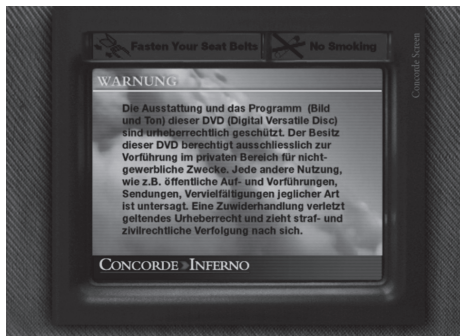 Fasten Your Seat Belts
No Smoking
Concorde Screen
WARNUNG
Die Ausstattung und das Programm (Bild
und Ton) dieser DVD (Digital Versatile Disc)
sind urheberrechtlich geschützt. Der Besitz
dieser DVD berechtigt ausschliesslich zur
Vorführung im privaten Bereich für nicht-
gewerbliche Zwecke. Jede andere Nutzung,
wie z.B. öffentliche Auf- und Vorführungen,
Sendungen, Vervielfältigungen jeglicher Art
ist untersagt. Eine Zuwiderhandlung verletzt
geltendes Urheberrecht und zieht straf- und
zivilrechtliche Verfolgung nach sich.
CONCORDE INFERNO